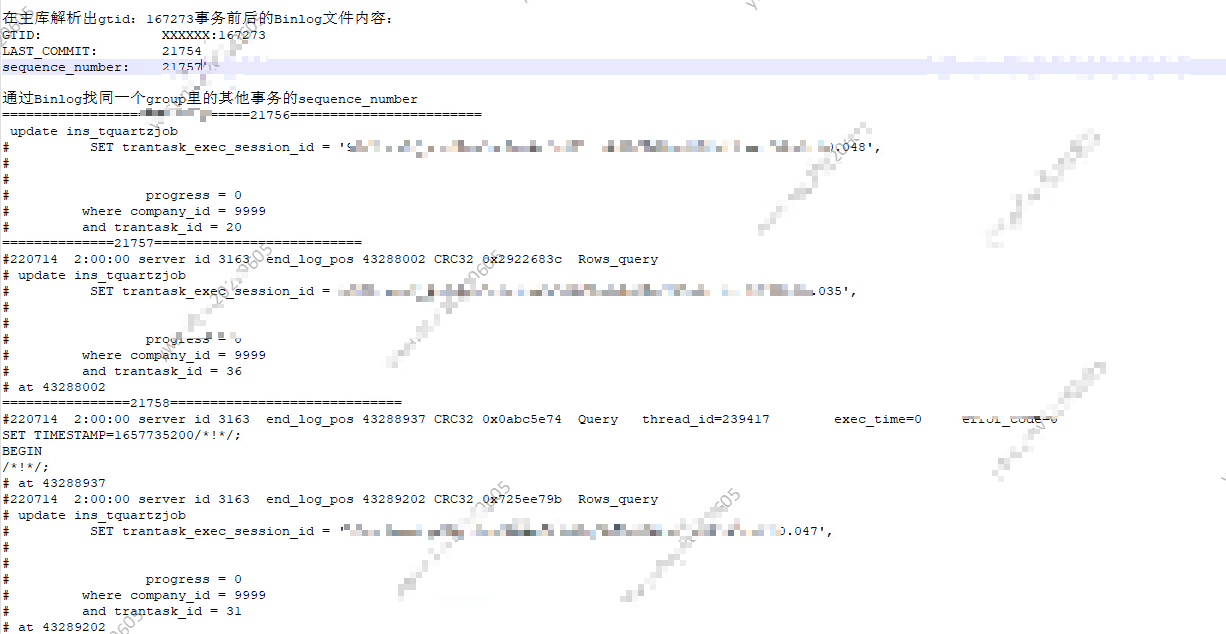 在主库解析出gtid: 167273事务前后的Binlog文件内容:
GTID: XXXXXX:167273
LAST_COMMIT: 21754
sequence_number: 21757
通过Binlog找同一个group里的其他事务的sequence_number
===============================21756========================
update ins_tquartzjob
# SET trantask_exec_session_id = '9 0.048',
#
#
# progress = 0
# where company_id = 9999
# and trantask_id = 20
==============21757==========================
#220714 2:00:00 server id 3163 end_log_pos 43288002 CRC32 0x2922683c Rows_query
# update ins_tquartzjob
# SET trantask_exec_session_id = .035',
#
#
# progress = 0
# where company_id = 9999
# and trantask_id = 36
# at 43288002
================21758=============================
#220714 2:00:00 server id 3163 end_log_pos 43288937 CRC32 0x0abc5e74 Query thread_id=239417 exec_time=0 error_code=0
SET TIMESTAMP=1657735200/*!*/;
BEGIN
/*!*/;
# at 43288937
#220714 2:00:00 server id 3163 end_log_pos 43289202 CRC32 0x725ee79b Rows_query
# update ins_tquartzjob
# SET trantask_exec_session_id = ' 0.047',
#
#
# progress = 0
# where company_id = 9999
# and trantask_id = 31
# at 43289202